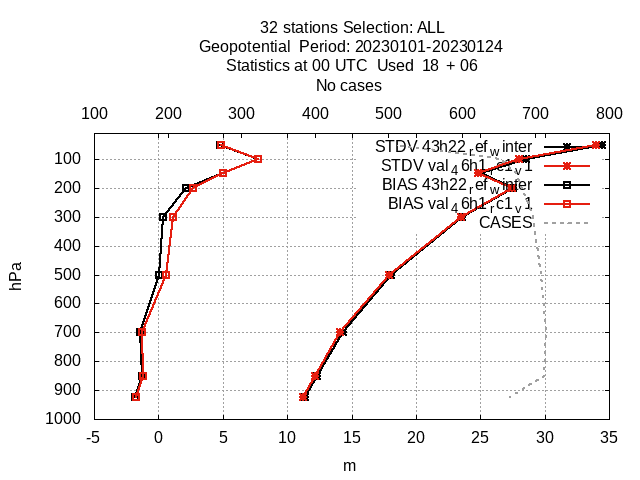 32 stations Selection: ALL
Geopotential Period: 20230101-20230124
Statistics at 00 UTC Used 18 + 06
No cases
100 200 300 400 500 600 700 800
STDV 43h22_ref_winter
STDV val_46h1_rc1_v1
BIAS 43h22_ref_winter
BIAS val_46h1_rc1_v1
CASES
100
200
300
400
500
600
700
800
900
1000
hPa
-5 0 5 10 15 20 25 30 35
m